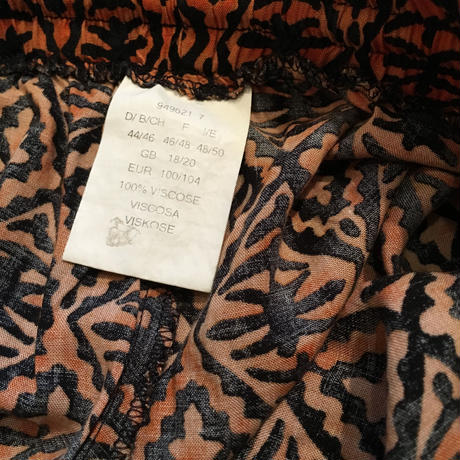 949621 7
D/ B/CH F I/E
44/46 46/48 48/50
GB 18/20
EUR 100/104
100% VISCOSE
VISCOSA
VISKOSE